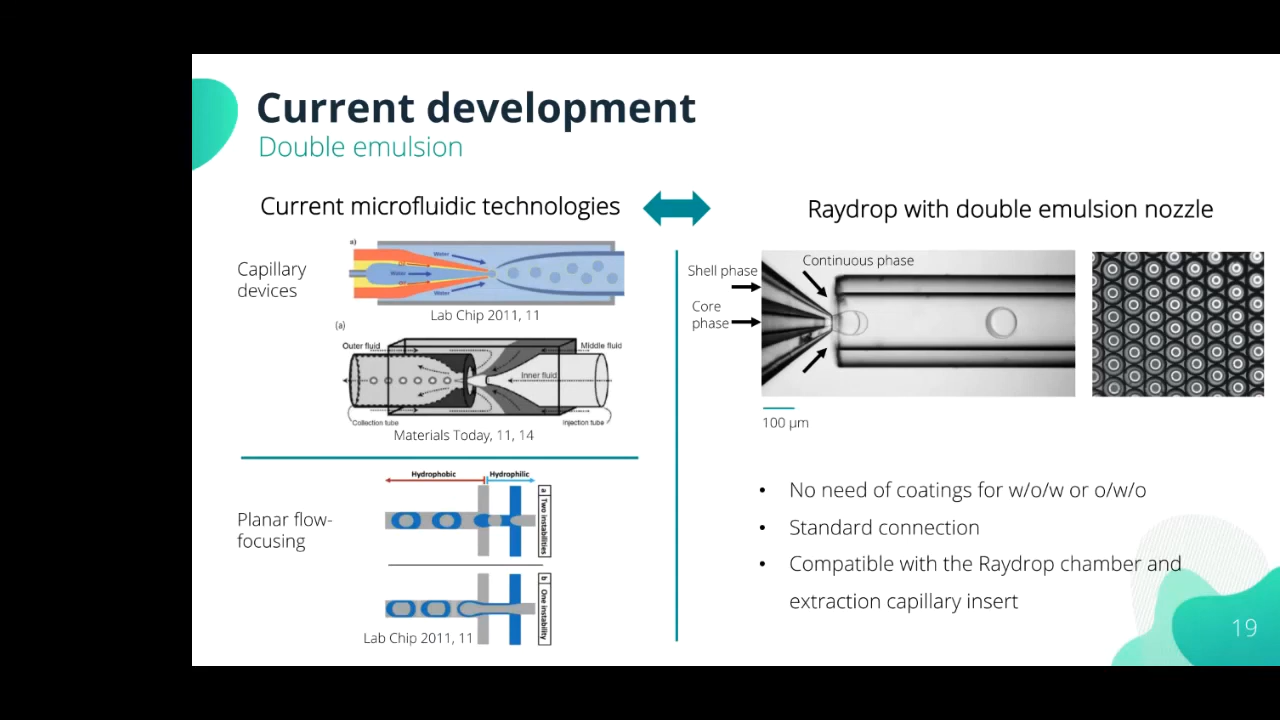 Current development
Double emulsion
Current microfluidic technologies
Raydrop with double emulsion nozzle
Capillary
devices
a)
Water
Oil
Water
Oil
Water
Lab Chip 2011, 11
(a)
Outer fluid
Middle fluid
Inner fluid
Collection tube
Injection tube
Materials Today, 11, 14
Planar flow-
focusing
Hydrophobic
Hydrophilic
a Two instabilities
b One instability
Lab Chip 2011, 11
Shell phase
Continuous phase
Core
phase
100 µm
• No need of coatings for w/o/w or o/w/o
• Standard connection
• Compatible with the Raydrop chamber and
extraction capillary insert
19